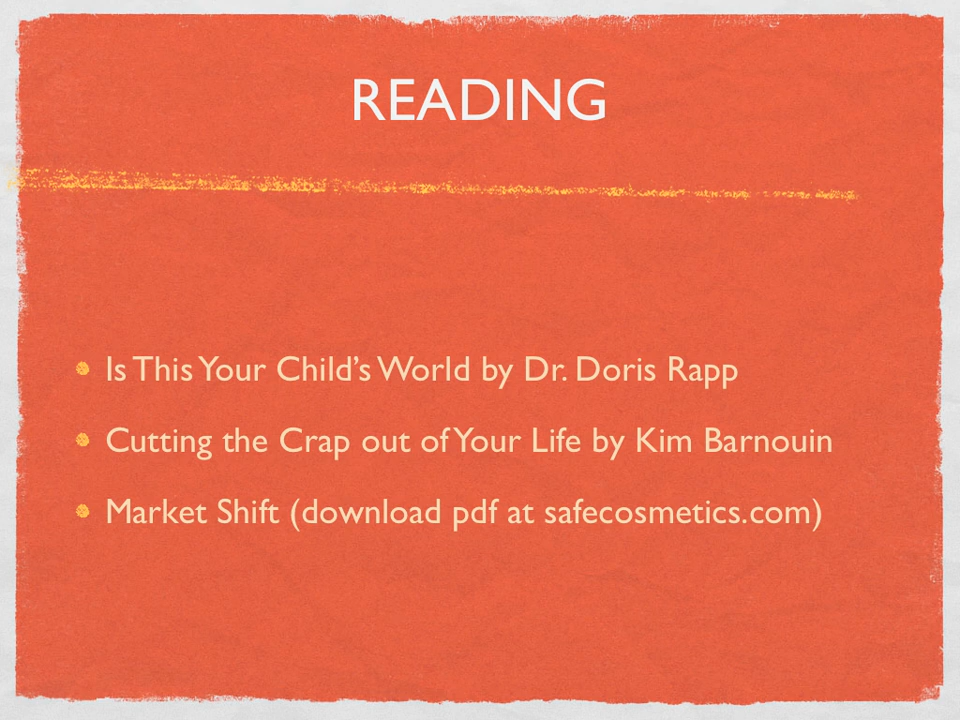 READING
Is This Your Child’s World by Dr. Doris Rapp
Cutting the Crap out of Your Life by Kim Barnouin
Market Shift (download pdf at safecosmetics.com)